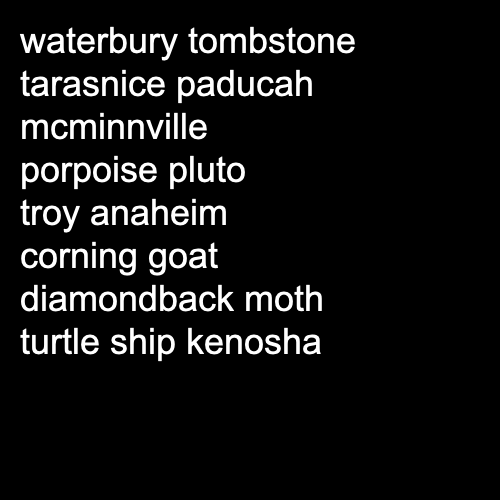 waterbury tombstone
tarasnice paducah
mcminnville
porpoise pluto
troy anaheim
corning goat
diamondback moth
turtle ship kenosha